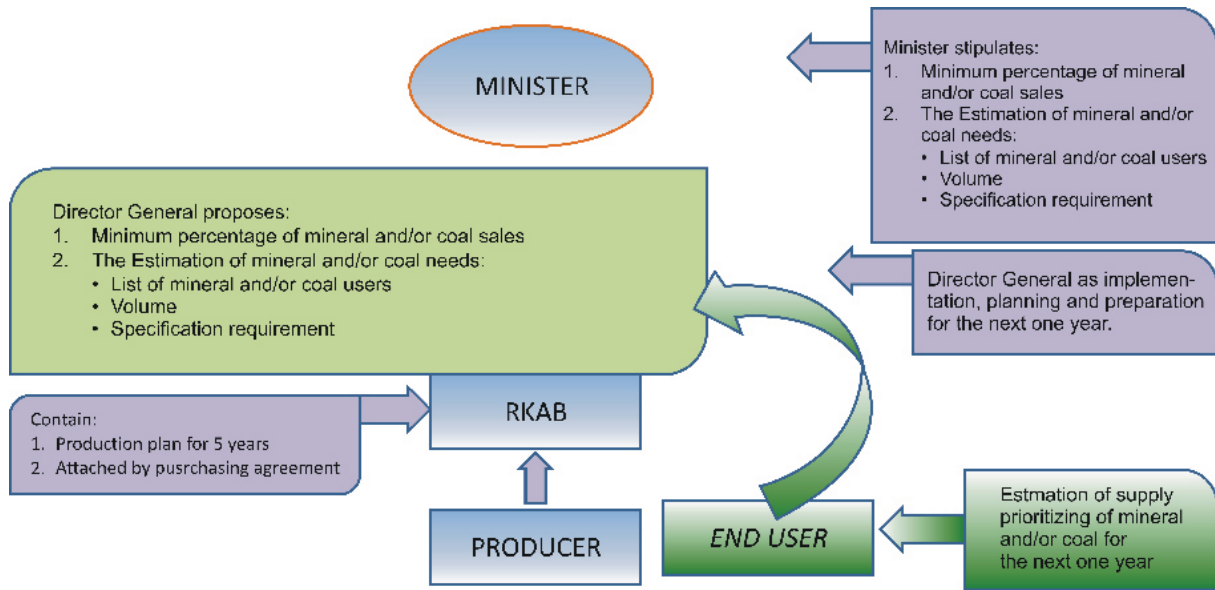 MINISTER
Minister stipulates:
1. Minimum percentage of mineral
and/or coal sales
2. The Estimation of mineral and/or
coal needs:
• List of mineral and/or coal users
• Volume
• Specification requirement
Director General proposes:
1. Minimum percentage of mineral and/or coal sales
2. The Estimation of mineral and/or coal needs:
• List of mineral and/or coal users
• Volume
• Specification requirement
Director General as implemen-
tation, planning and preparation
for the next one year.
Contain:
1. Production plan for 5 years
2. Attached by pusrchasing agreement
RKAB
PRODUCER
END USER
Estmation of supply
prioritizing of mineral
and/or coal for
the next one year